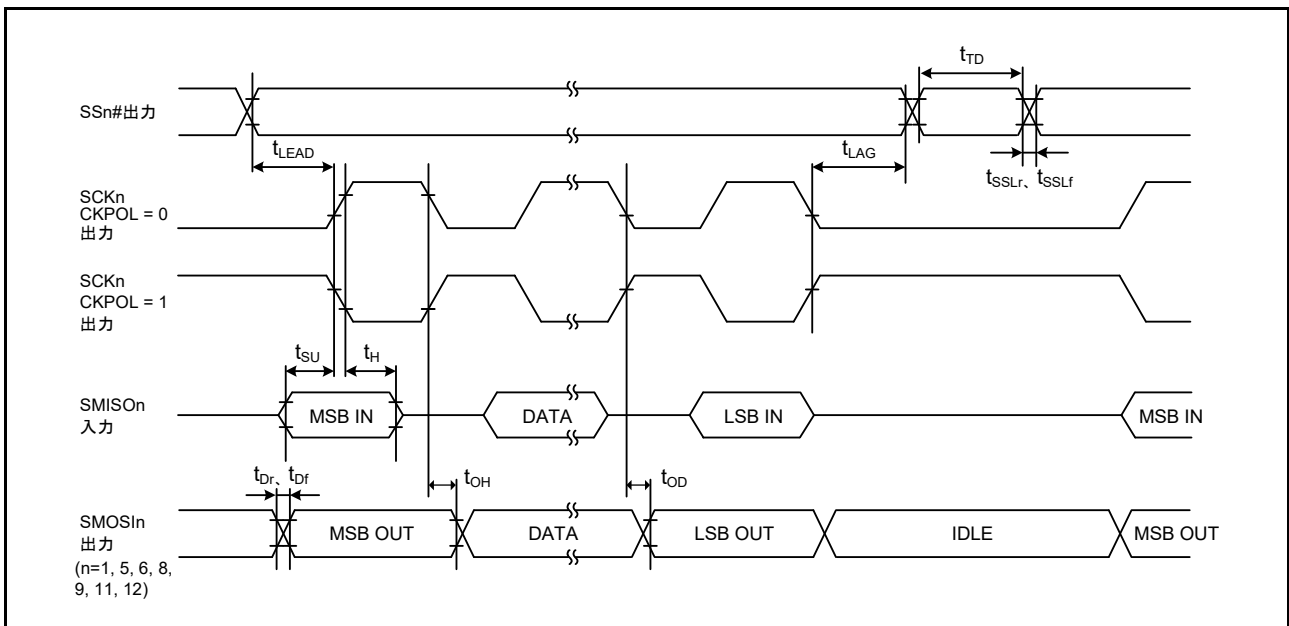 tTD
SSn#出力
tLEAD
tLAG
tSSLr、tSSLf
SCKn
CKPOL = 0
出力
SCKn
CKPOL = 1
出力
tSU
tH
SMISOn
入力
MSB IN
DATA
LSB IN
MSB IN
tDr、tDf
tOH
tOD
SMOSIn
出力
(n=1, 5, 6, 8,
9, 11, 12)
MSB OUT
DATA
LSB OUT
IDLE
MSB OUT